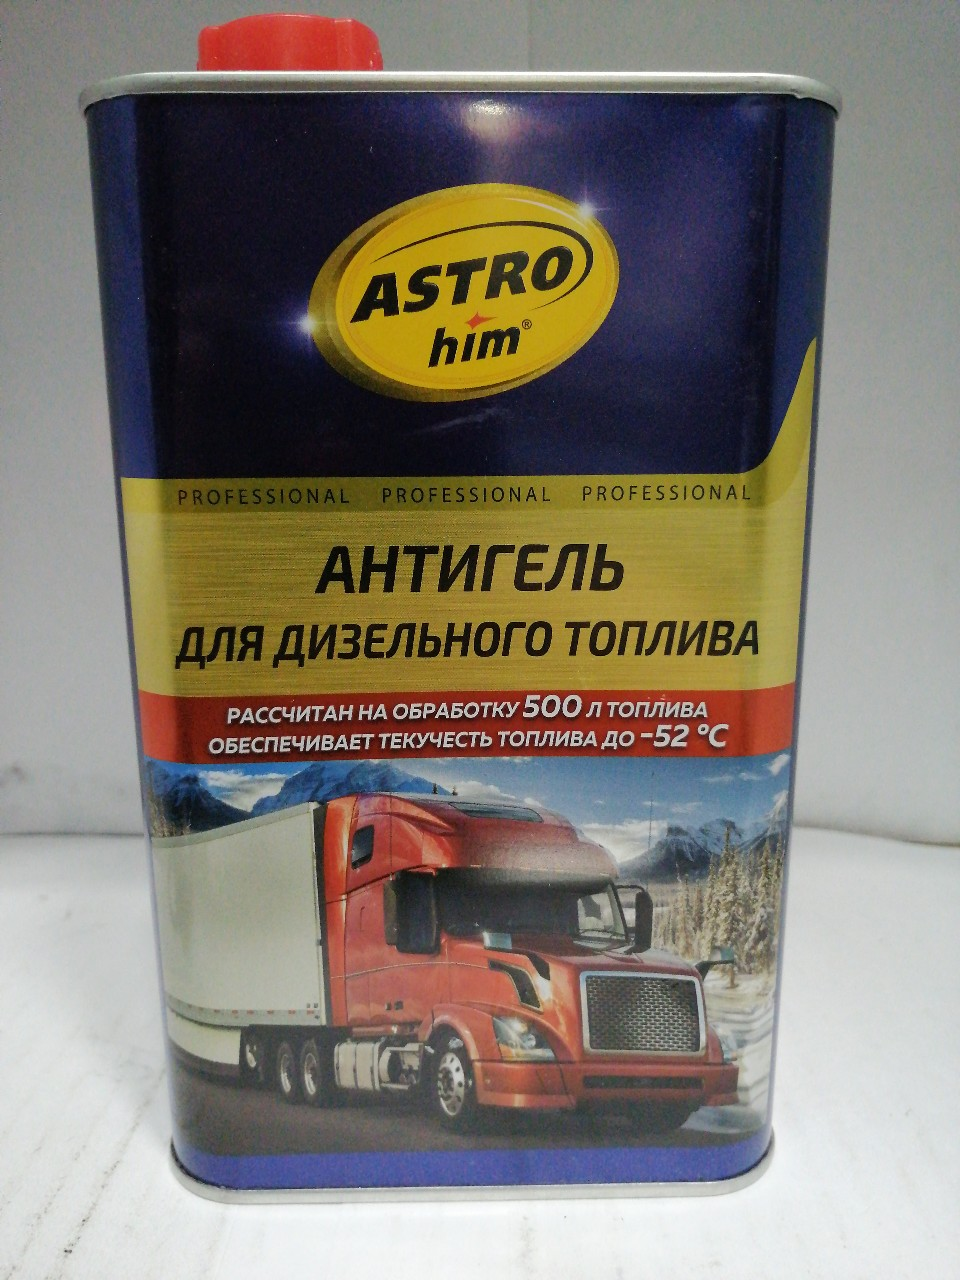 ASTRO
him®
PROFESSIONAL PROFESSIONAL PROFESSIONAL
АНТИГЕЛЬ
ДЛЯ ДИЗЕЛЬНОГО ТОПЛИВА
РАССЧИТАН НА ОБРАБОТКУ 500 Л ТОПЛИВА
ОБЕСПЕЧИВАЕТ ТЕКУЧЕСТЬ ТОПЛИВА ДО –52 °С